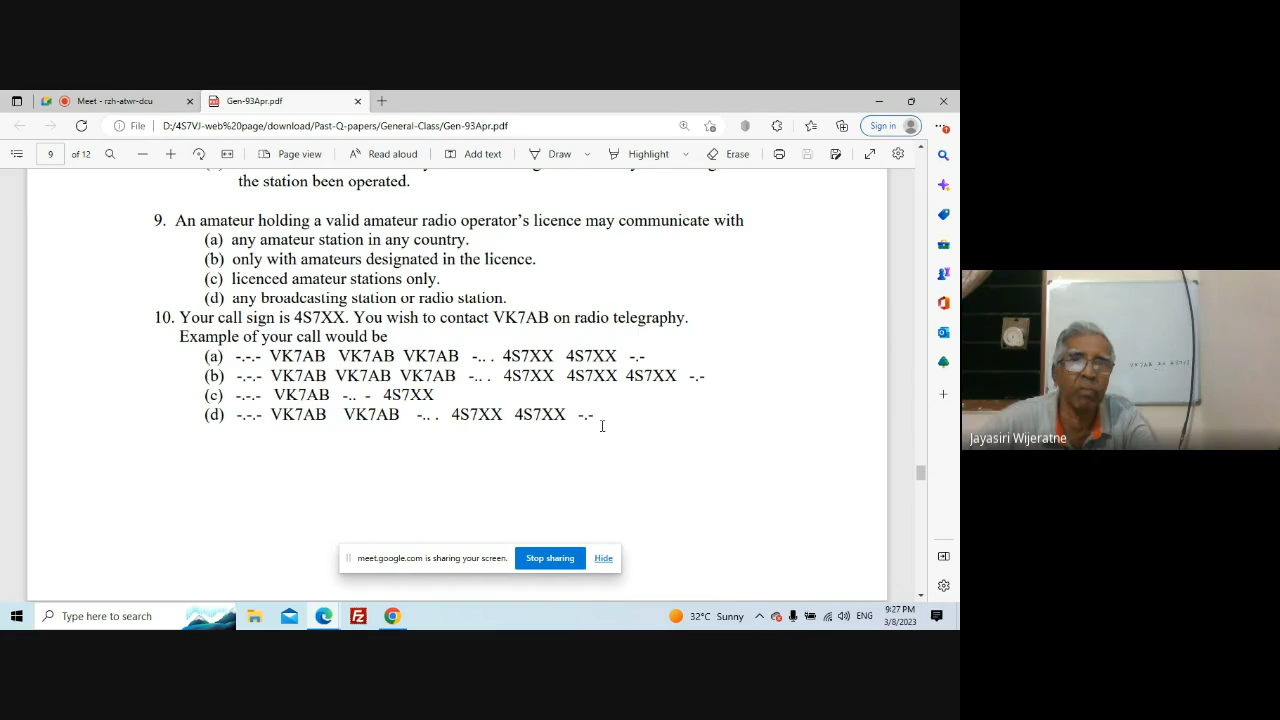 Meet - rzh-atwr-dcu
Gen-93Apr.pdf
File
D:/4S7VJ-web%20page/download/Past-Q-papers/General-Class/Gen-93Apr.pdf
Sign in
9 of 12
Page view
Read aloud
Add text
Draw
Highlight
Erase
the station been operated.
9. An amateur holding a valid amateur radio operator's licence may communicate with
(a) any amateur station in any country.
(b) only with amateurs designated in the licence.
(c) licenced amateur stations only.
(d) any broadcasting station or radio station.
10. Your call sign is 4S7XX. You wish to contact VK7AB on radio telegraphy.
Example of your call would be
(a) -.-.- VK7AB VK7AB VK7AB -.. . 4S7XX 4S7XX -.-
(b) -.-.- VK7AB VK7AB VK7AB -.. . 4S7XX 4S7XX 4S7XX -.-
(c) -.-.- VK7AB -.. - 4S7XX
(d) -.-.- VK7AB VK7AB -.. . 4S7XX 4S7XX -.-
Jayasiri Wijeratne
meet.google.com is sharing your screen.
Stop sharing
Hide
Type here to search
32°C Sunny
ENG
9:27 PM
3/8/2023